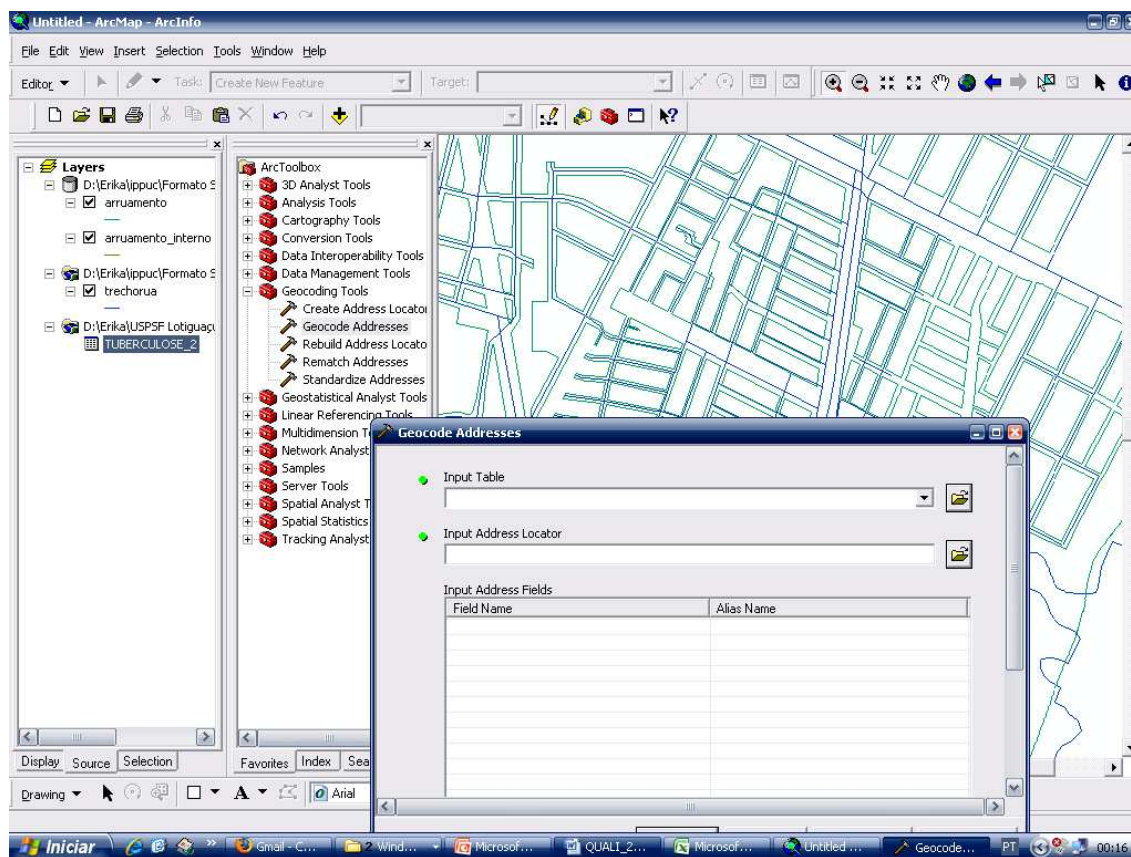 Untitled - ArcMap - ArcInfo
File Edit View Insert Selection Tools Window Help
Editor Task: Create New Feature Target:
Layers
D:\Erika\ippuc\Formato S
arruamento
arruamento_interno
D:\Erika\ippuc\Formato S
trechorua
D:\Erika\USPSF Lotiguaçu
TUBERCULOSE_2
Display Source Selection
ArcToolbox
3D Analyst Tools
Analysis Tools
Cartography Tools
Conversion Tools
Data Interoperability Tools
Data Management Tools
Geocoding Tools
Create Address Locator
Geocode Addresses
Rebuild Address Locato
Rematch Addresses
Standardize Addresses
Geostatistical Analyst Tools
Linear Referencing Tools
Multidimension T
Network Analyst
Samples
Server Tools
Spatial Analyst T
Spatial Statistics
Tracking Analyst
Favorites Index Sea
Geocode Addresses
Input Table
Input Address Locator
Input Address Fields
Field Name Alias Name
Drawing A Arial
Iniciar Gmail - C... 2 Wind... Microsof... QUALI_2... Microsof... Untitled ... Geocode... PT 00:16